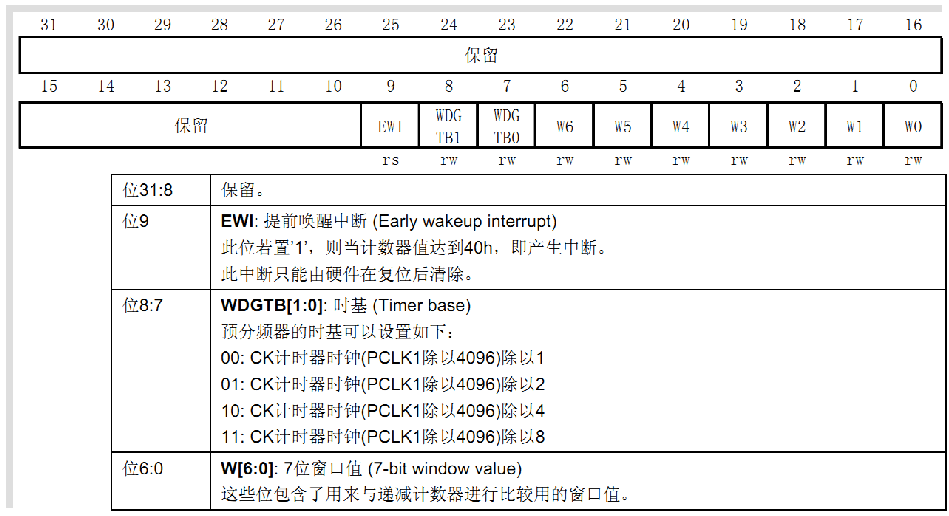 31 30 29 28 27 26 25 24 23 22 21 20 19 18 17 16
保留
15 14 13 12 11 10 9 8 7 6 5 4 3 2 1 0
保留 EWI WDG TB1 WDG TB0 W6 W5 W4 W3 W2 W1 W0
rs rw rw rw rw rw rw rw rw rw
位31:8 保留。
位9 EWI: 提前唤醒中断 (Early wakeup interrupt)
此位若置'1'，则当计数器值达到40h，即产生中断。
此中断只能由硬件在复位后清除。
位8:7 WDGTB[1:0]: 时基 (Timer base)
预分频器的时基可以设置如下：
00: CK计时器时钟(PCLK1除以4096)除以1
01: CK计时器时钟(PCLK1除以4096)除以2
10: CK计时器时钟(PCLK1除以4096)除以4
11: CK计时器时钟(PCLK1除以4096)除以8
位6:0 W[6:0]: 7位窗口值 (7-bit window value)
这些位包含了用来与递减计数器进行比较用的窗口值。